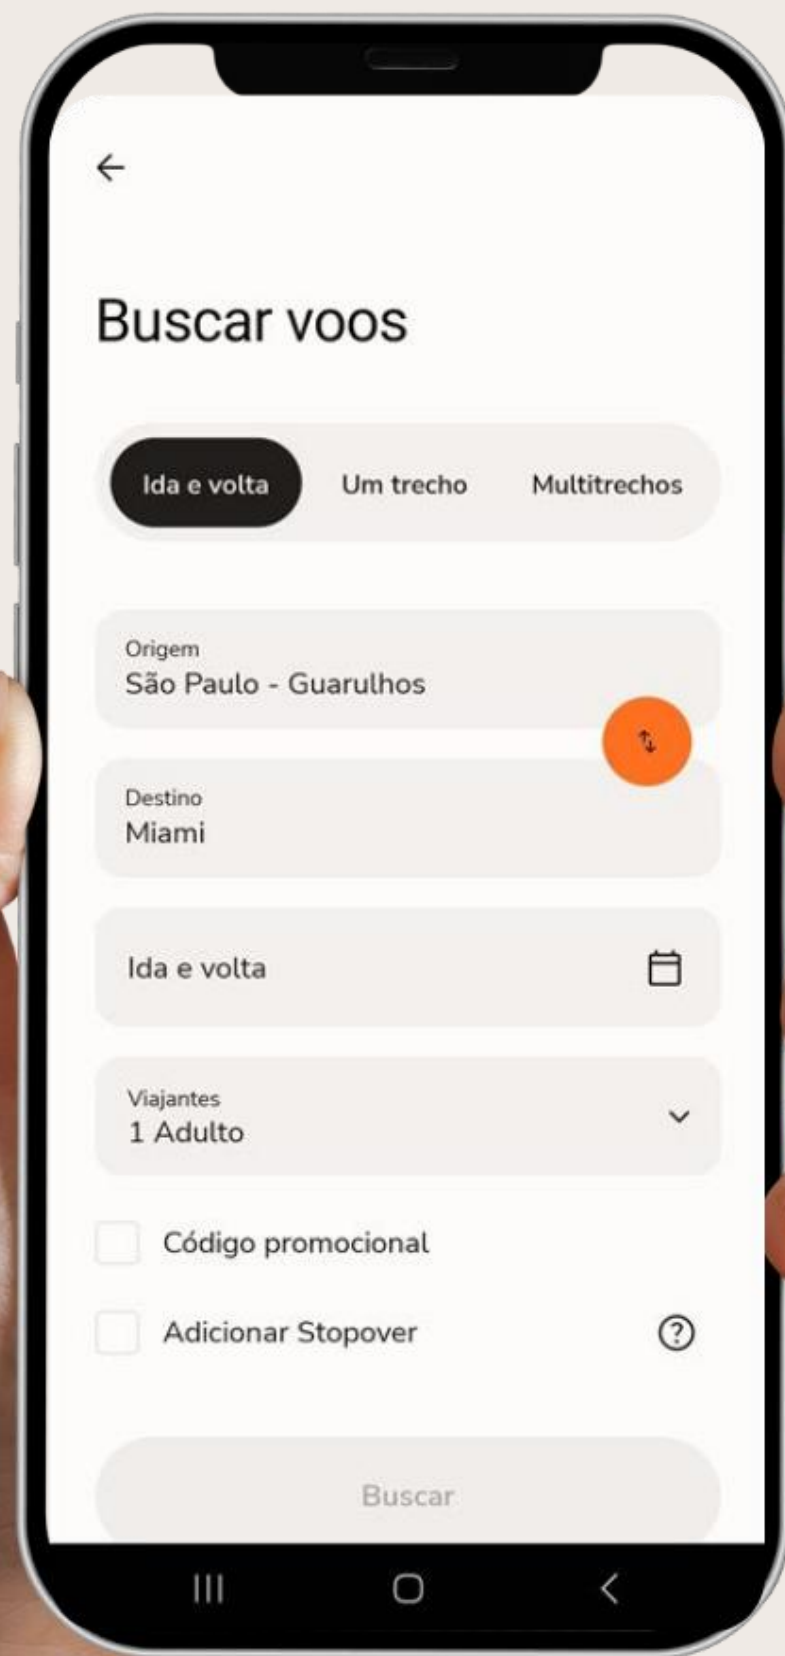 Buscar voos
Ida e volta Um trecho Multitrechos
Origem
São Paulo - Guarulhos
Destino
Miami
Ida e volta
Viajantes
1 Adulto
Código promocional
Adicionar Stopover
Buscar